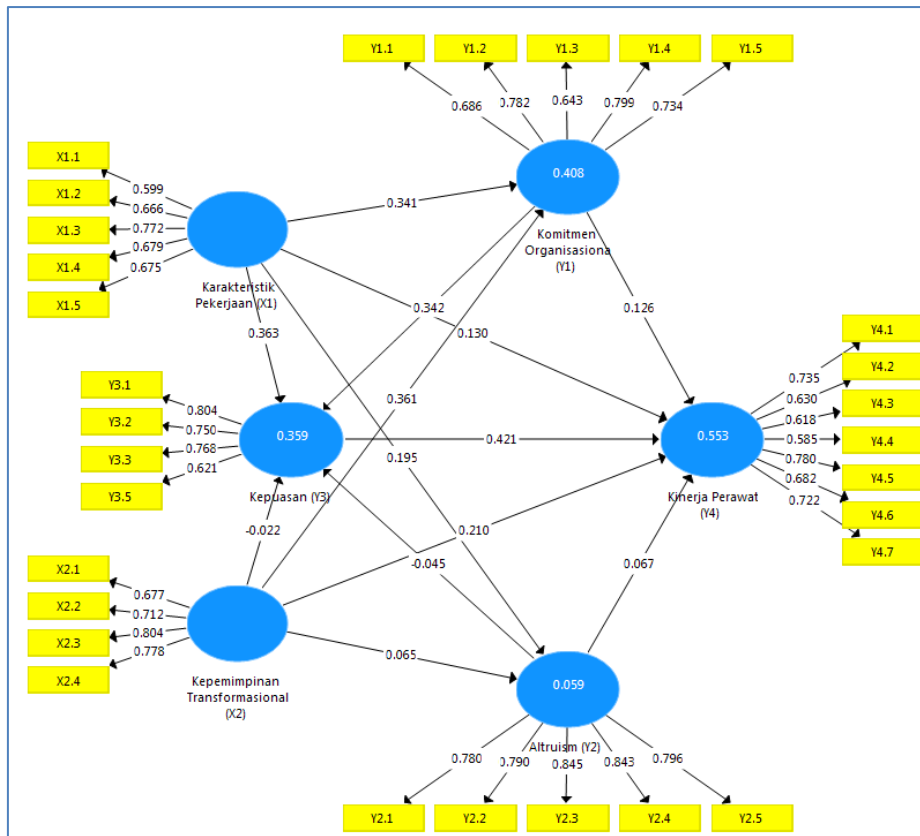 Y1.1 Y1.2 Y1.3 Y1.4 Y1.5
0.686 0.782 0.643 0.799 0.734
X1.1
X1.2
X1.3
X1.4
X1.5
0.599
0.666
0.772
0.679
0.675
0.408
Komitmen
Organisasiona
(Y1)
Karakteristik
Pekerjaan (X1)
0.341
0.363
0.342
0.130
0.126
0.361
0.195
Y3.1
Y3.2
Y3.3
Y3.5
0.804
0.750
0.768
0.621
0.359
Kepuasan (Y3)
0.421
0.553
Kinerja Perawat
(Y4)
Y4.1
Y4.2
Y4.3
Y4.4
Y4.5
Y4.6
Y4.7
0.735
0.630
0.618
0.585
0.780
0.682
0.722
-0.022
0.210
-0.045
0.067
X2.1
X2.2
X2.3
X2.4
0.677
0.712
0.804
0.778
Kepemimpinan
Transformasional
(X2)
0.065
0.059
Altruism (Y2)
0.780 0.790 0.845 0.843 0.796
Y2.1 Y2.2 Y2.3 Y2.4 Y2.5